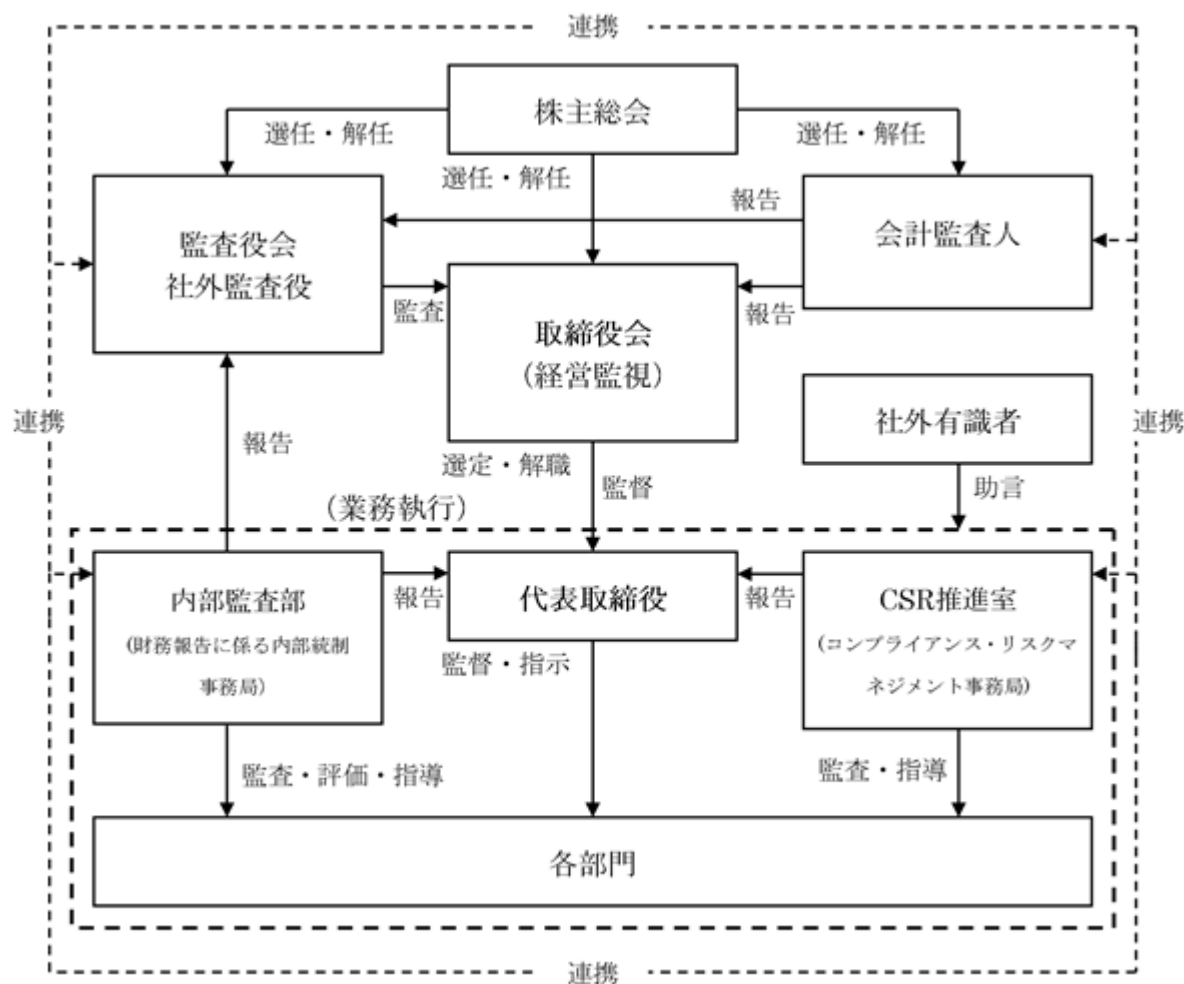 連携
株主総会
選任・解任
選任・解任
選任・解任
報告
監査役会
社外監査役
会計監査人
監査
報告
取締役会
(経営監視)
連携
社外有識者
連携
報告
選定・解職
監督
助言
(業務執行)
内部監査部
(財務報告に係る内部統制
事務局)
報告
代表取締役
報告
CSR推進室
(コンプライアンス・リスクマ
ネジメント事務局)
監督・指示
監査・評価・指導
監査・指導
各部門
連携